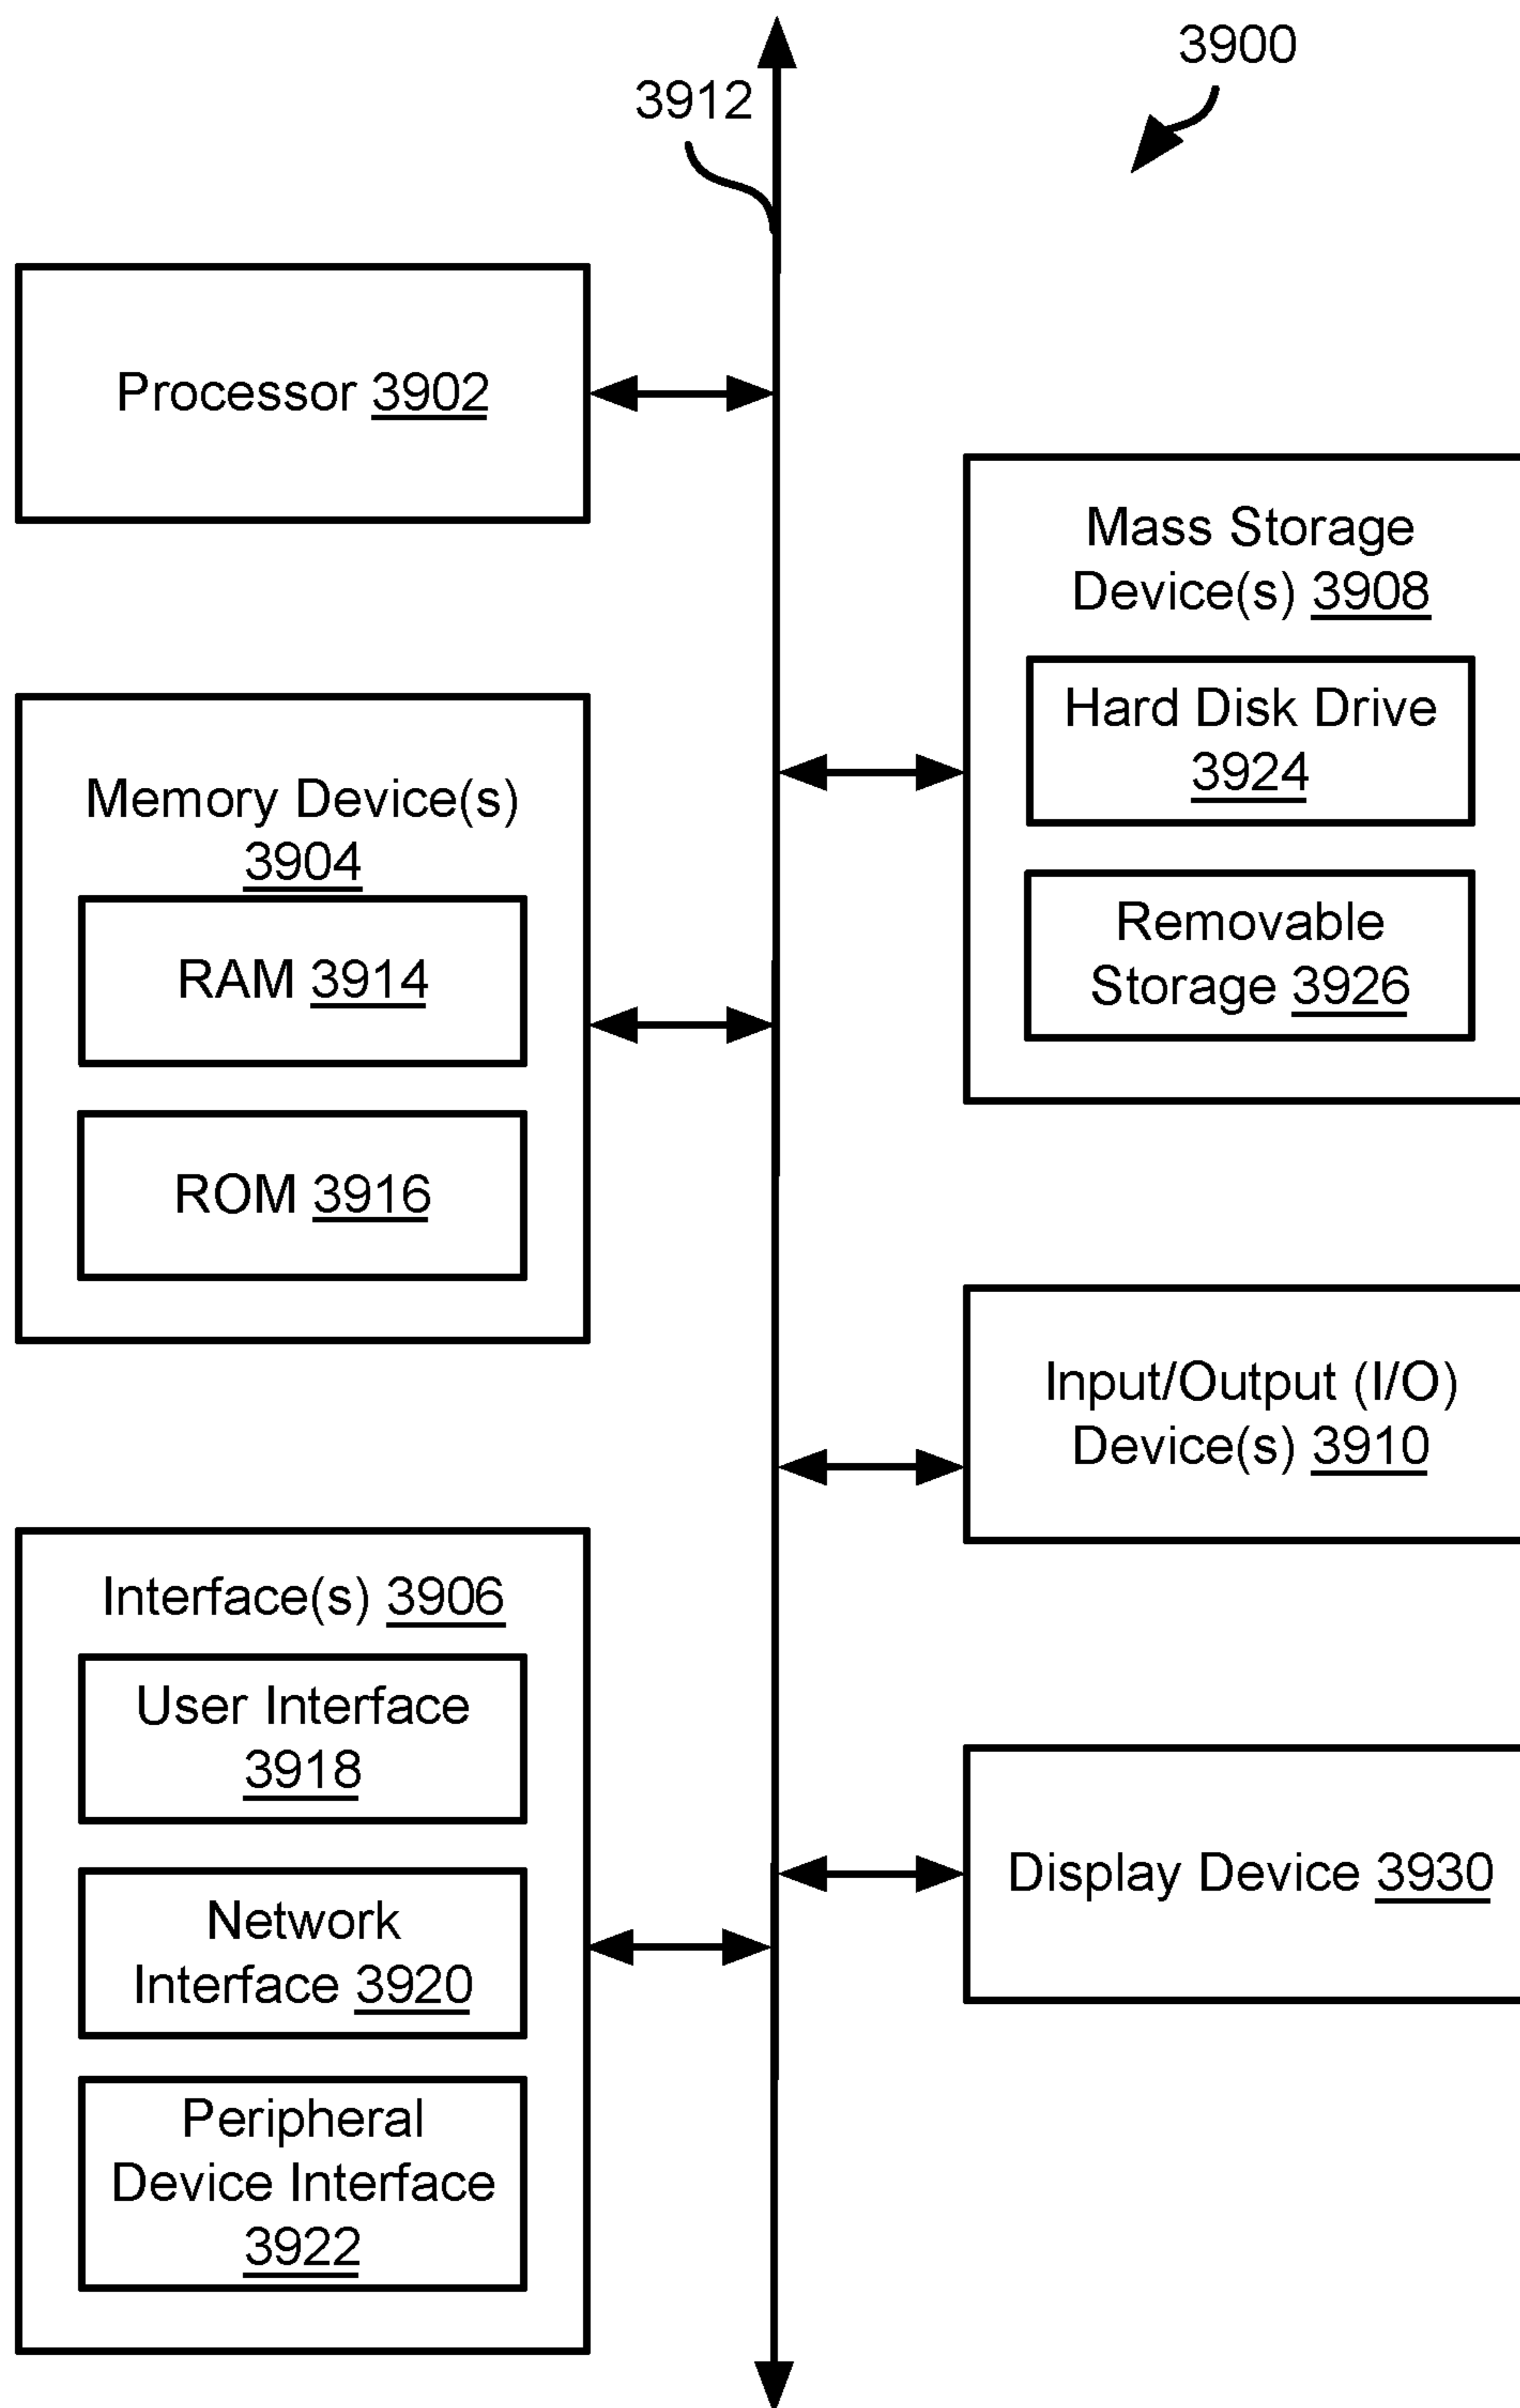 3900
3912
Processor 3902
Mass Storage
Device(s) 3908
Hard Disk Drive
3924
Removable
Storage 3926
Memory Device(s)
3904
RAM 3914
ROM 3916
Input/Output (I/O)
Device(s) 3910
Interface(s) 3906
User Interface
3918
Network
Interface 3920
Peripheral
Device Interface
3922
Display Device 3930